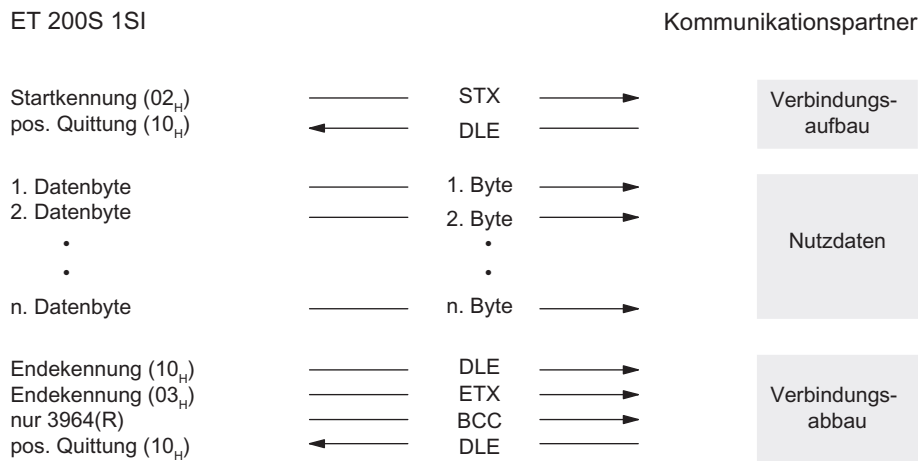 ET 200S 1SI Kommunikationspartner
Startkennung (02H) STX Verbindungs-
pos. Quittung (10H) DLE aufbau
1. Datenbyte 1. Byte
2. Datenbyte 2. Byte
Nutzdaten
n. Datenbyte n. Byte
Endekennung (10H) DLE
Endekennung (03H) ETX Verbindungs-
nur 3964(R) BCC abbau
pos. Quittung (10H) DLE